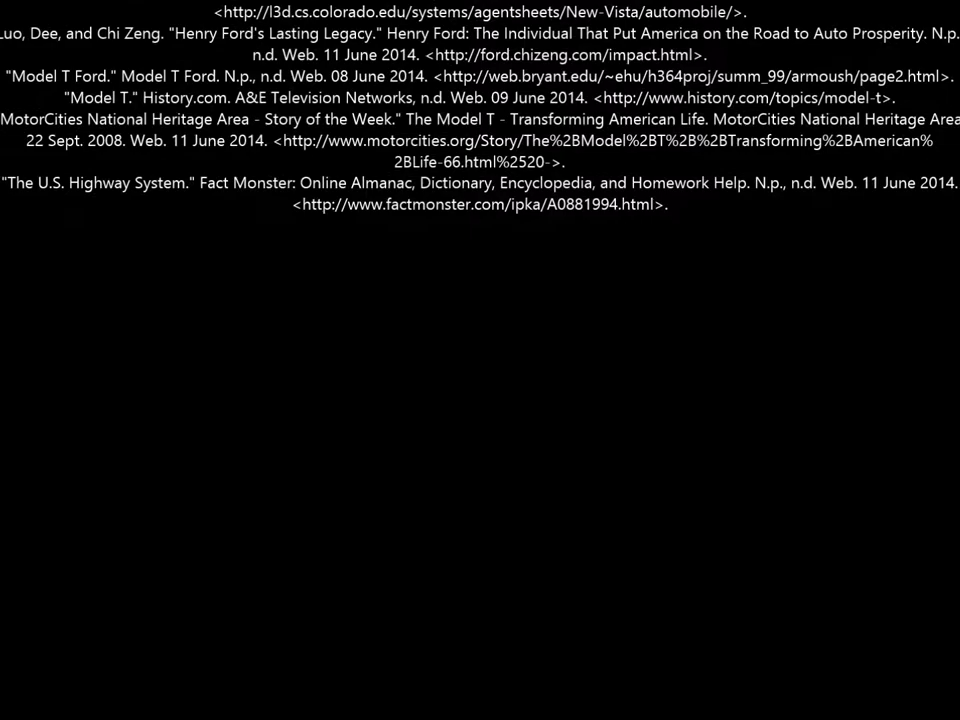 <http://l3d.cs.colorado.edu/systems/agentsheets/New-Vista/automobile/>.
Luo, Dee, and Chi Zeng. "Henry Ford's Lasting Legacy." Henry Ford: The Individual That Put America on the Road to Auto Prosperity. N.p.
n.d. Web. 11 June 2014. <http://ford.chizeng.com/impact.html>.
"Model T Ford." Model T Ford. N.p., n.d. Web. 08 June 2014. <http://web.bryant.edu/~ehu/h364proj/summ_99/armoush/page2.html>.
"Model T." History.com. A&E Television Networks, n.d. Web. 09 June 2014. <http://www.history.com/topics/model-t>.
MotorCities National Heritage Area - Story of the Week." The Model T - Transforming American Life. MotorCities National Heritage Area
22 Sept. 2008. Web. 11 June 2014. <http://www.motorcities.org/Story/The%2BModel%2BT%2B%2BTransforming%2BAmerican%
2BLife-66.html%2520->.
"The U.S. Highway System." Fact Monster: Online Almanac, Dictionary, Encyclopedia, and Homework Help. N.p., n.d. Web. 11 June 2014.
<http://www.factmonster.com/ipka/A0881994.html>.